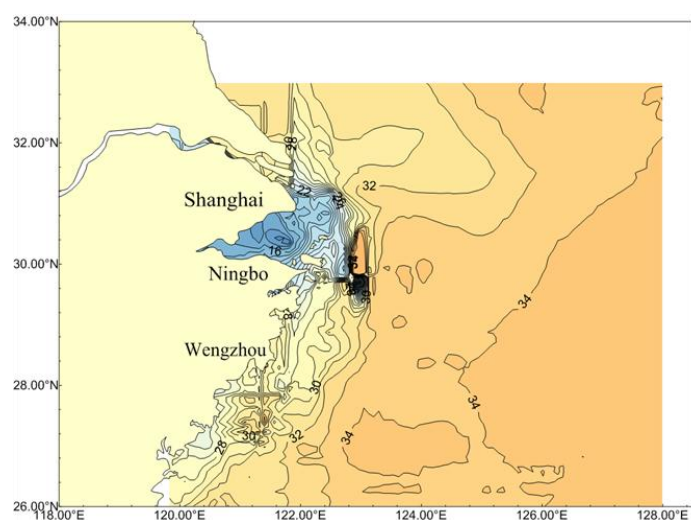 34.00°N
32.00°N
28
32
22
Shanghai
16
30.00°N
Ningbo
34
Wengzhou
28.00°N
30
34
30
32
34
28
26.00°N
118.00°E
120.00°E
122.00°E
124.00°E
126.00°E
128.00°E